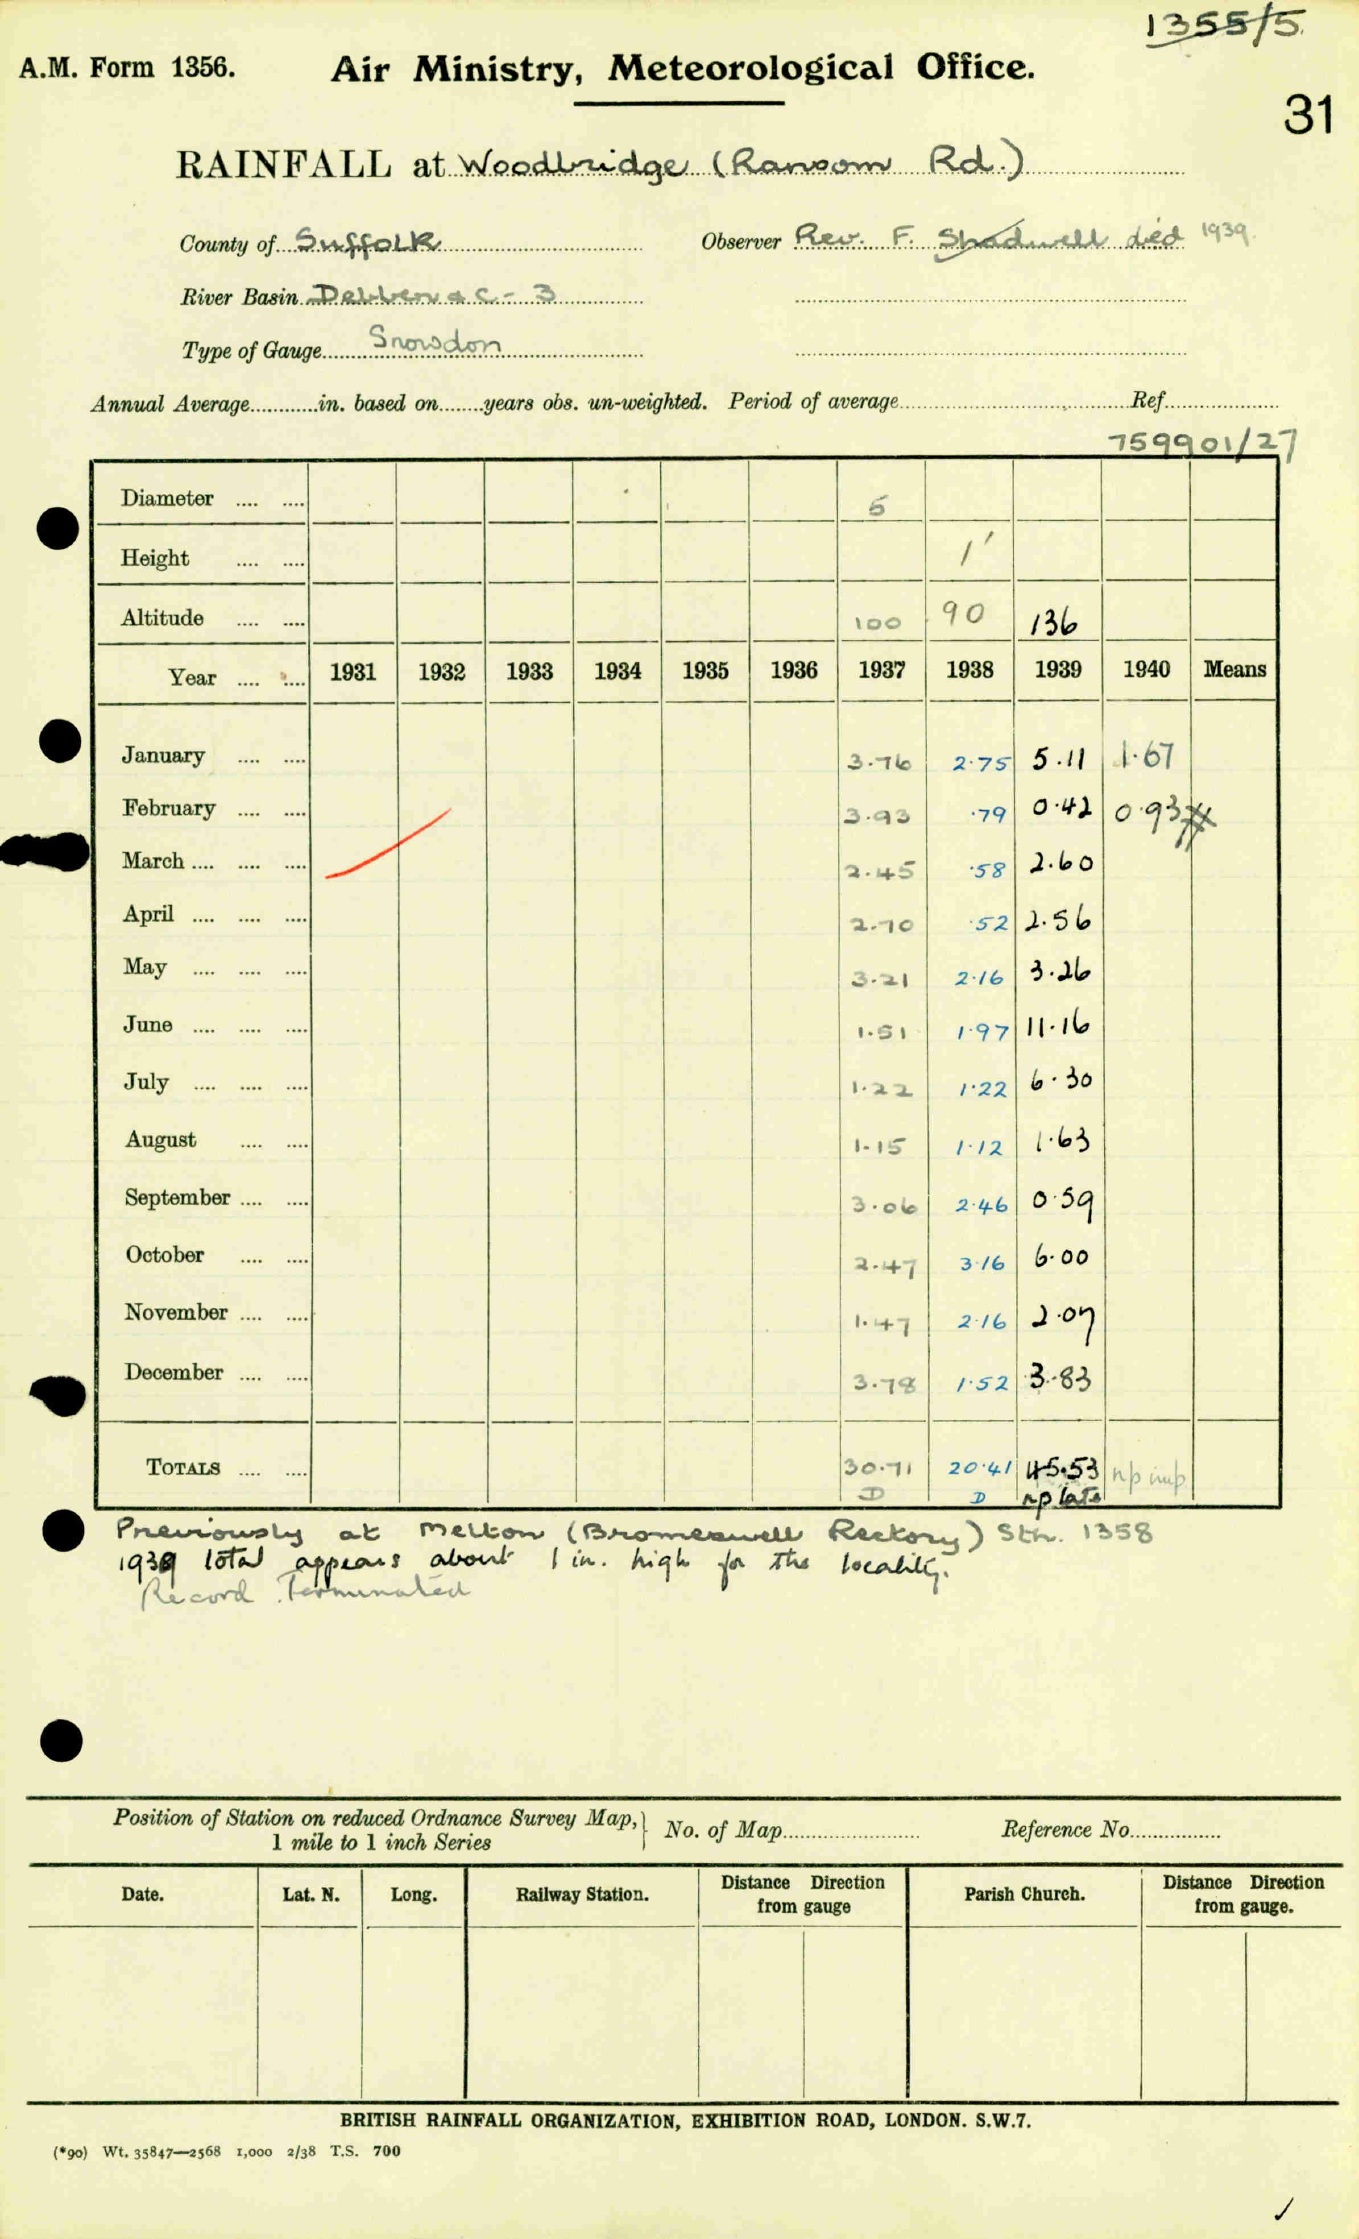 1355/5.
A.M. Form 1356. Air Ministry, Meteorological Office.
31
RAINFALL at Woodbridge (Ransom Rd.)
County of Suffolk Observer Rev. F. Shadwell died 1939.
River Basin Debben & C - 3
Type of Gauge Snowdon
Annual Average in. based on years obs. un-weighted. Period of average Ref
759901/27
Diameter 5
Height 1'
Altitude 100 90 136
Year 1931 1932 1933 1934 1935 1936 1937 1938 1939 1940 Means
January 3.76 2.75 5.11 1.67
February 3.93 .79 0.42 0.93
March 2.45 .58 2.60
April 2.70 .52 2.56
May 3.21 2.16 3.26
June 1.51 1.97 11.16
July 1.22 1.22 6.30
August 1.15 1.12 1.63
September 3.06 2.46 0.59
October 2.47 3.16 6.00
November 1.47 2.16 2.07
December 3.78 1.52 3.83
TOTALS 30.71 20.41 45.53 np imp
D D np late
Previously at Melton (Bromeswell Rectory) Stn. 1358
1939 total appears about 1 in. high for the locality.
Record Terminated
Position of Station on reduced Ordnance Survey Map, No. of Map Reference No.
1 mile to 1 inch Series
Date. Lat. N. Long. Railway Station. Distance Direction from gauge Parish Church. Distance Direction from gauge.
BRITISH RAINFALL ORGANIZATION, EXHIBITION ROAD, LONDON. S.W.7.
(*90) Wt. 35847—2568 1,000 2/38 T.S. 700